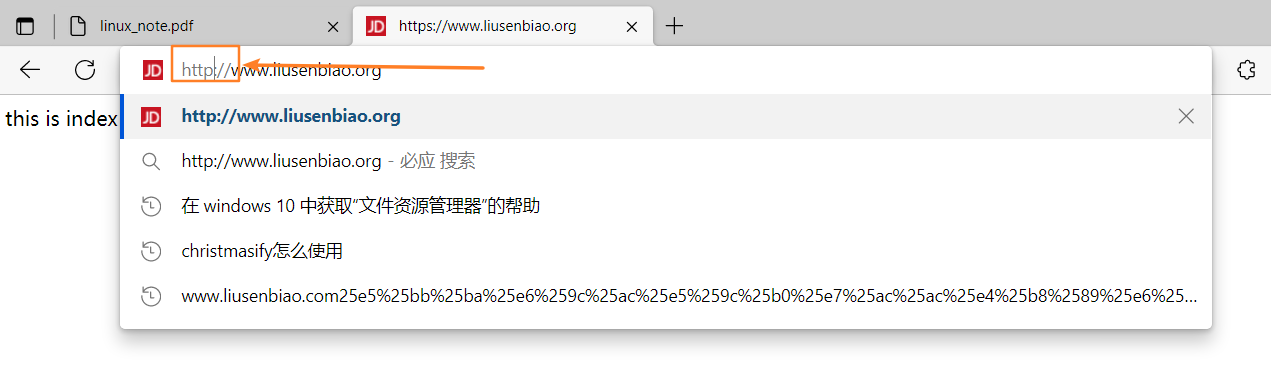 linux_note.pdf
https://www.liusenbiao.org
JD http://www.liusenbiao.org
this is index
JD http://www.liusenbiao.org
http://www.liusenbiao.org - 必应 搜索
在 windows 10 中获取“文件资源管理器”的帮助
christmasify怎么使用
www.liusenbiao.com25e5%25bb%25ba%25e6%259c%25ac%25e5%259c%25b0%25e7%25ac%25ac%25e4%25b8%2589%25e6%25...